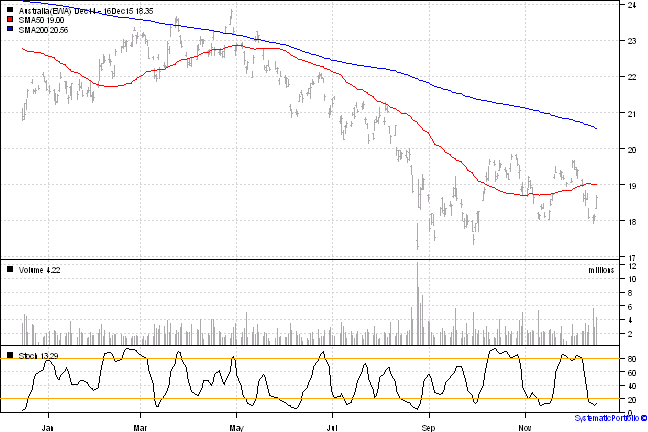 Australia(EWA) Dec14 - 16Dec15 18.35
SMA50 19.00
SMA200 20.56
24
23
22
21
20
19
18
17
Volume 4.22
millions
12
10
8
6
4
2
Stoch 13.29
80
60
40
20
0
Jan
Mar
May
Jul
Sep
Nov
SystematicPortfolio ©